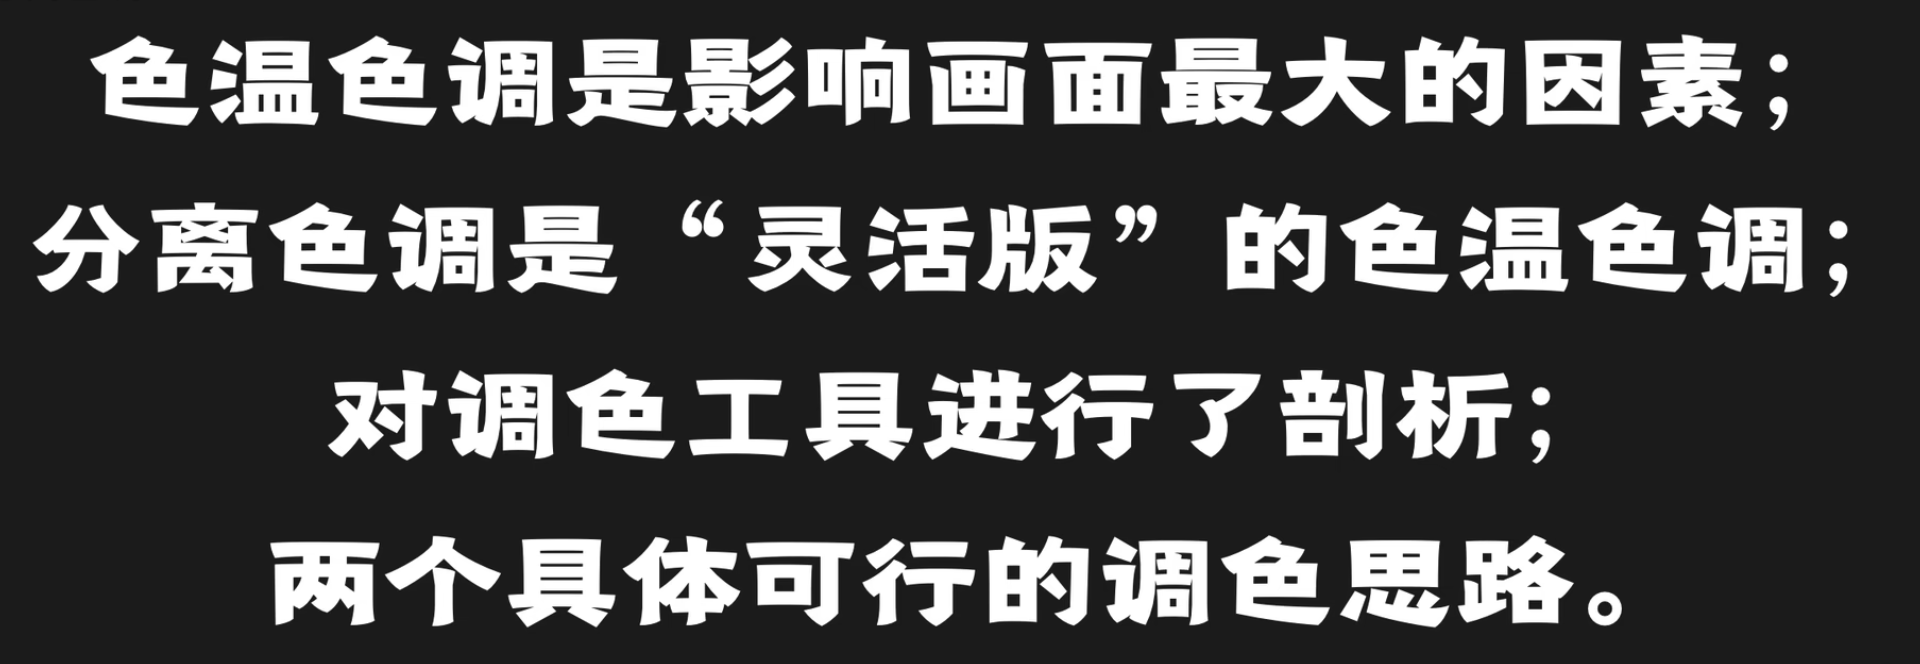 色温色调是影响画面最大的因素；
分离色调是“灵活版”的色温色调；
对调色工具进行了剖析；
两个具体可行的调色思路。